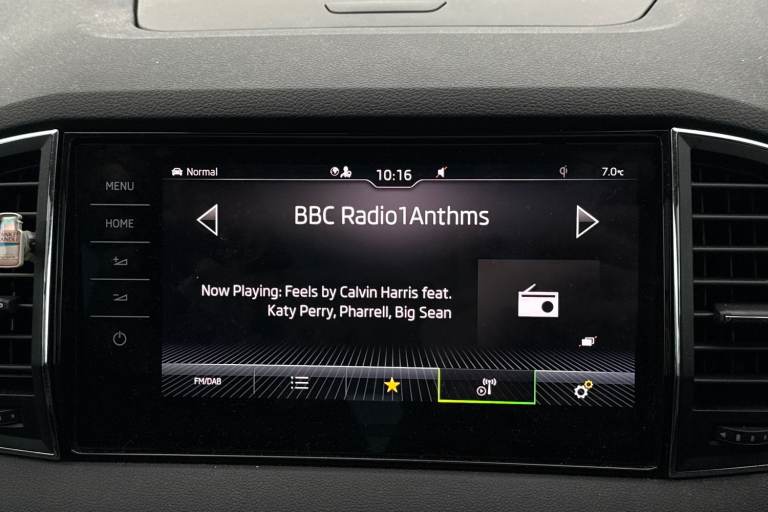 MENU
HOME
Normal
10:16
7.0°C
BBC Radio1Anthms
Now Playing: Feels by Calvin Harris feat.
Katy Perry, Pharrell, Big Sean
FM/DAB